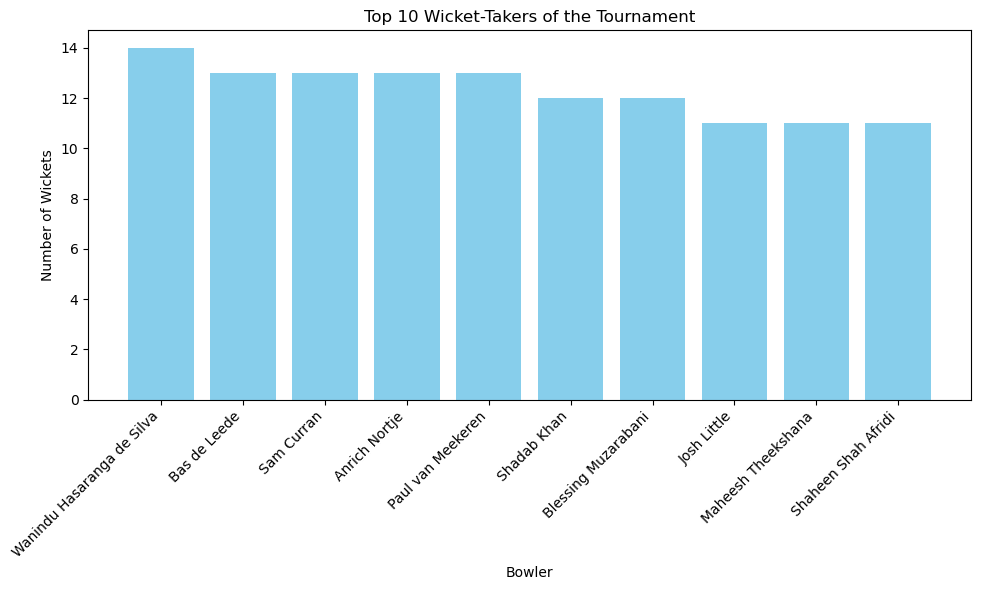 Top 10 Wicket-Takers of the Tournament
Number of Wickets
14
12
10
8
6
4
2
0
Wanindu Hasaranga de Silva
Bas de Leede
Sam Curran
Anrich Nortje
Paul van Meekeren
Shadab Khan
Blessing Muzarabani
Josh Little
Maheesh Theekshana
Shaheen Shah Afridi
Bowler